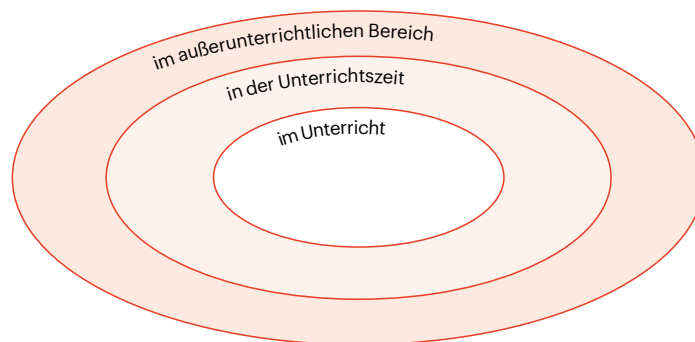 im außerunterrichtlichen Bereich
in der Unterrichtszeit
im Unterricht